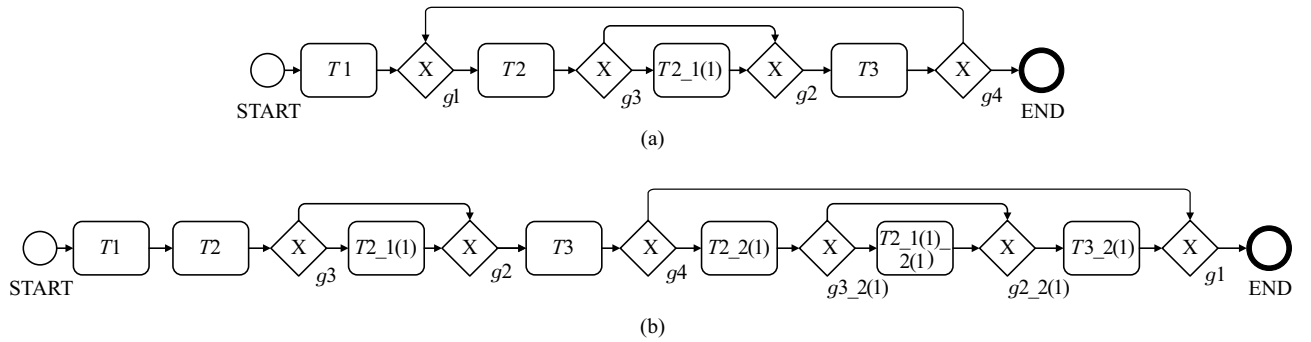 T1 X T2 X T2_1(1) X T3 X
g1 g3 g2 g4
START END
(a)
T1 T2 X T2_1(1) X T3 X T2_2(1) X T2_1(1)_ X T3_2(1) X
2(1)
g3 g2 g4 g3_2(1) g2_2(1) g1
START END
(b)